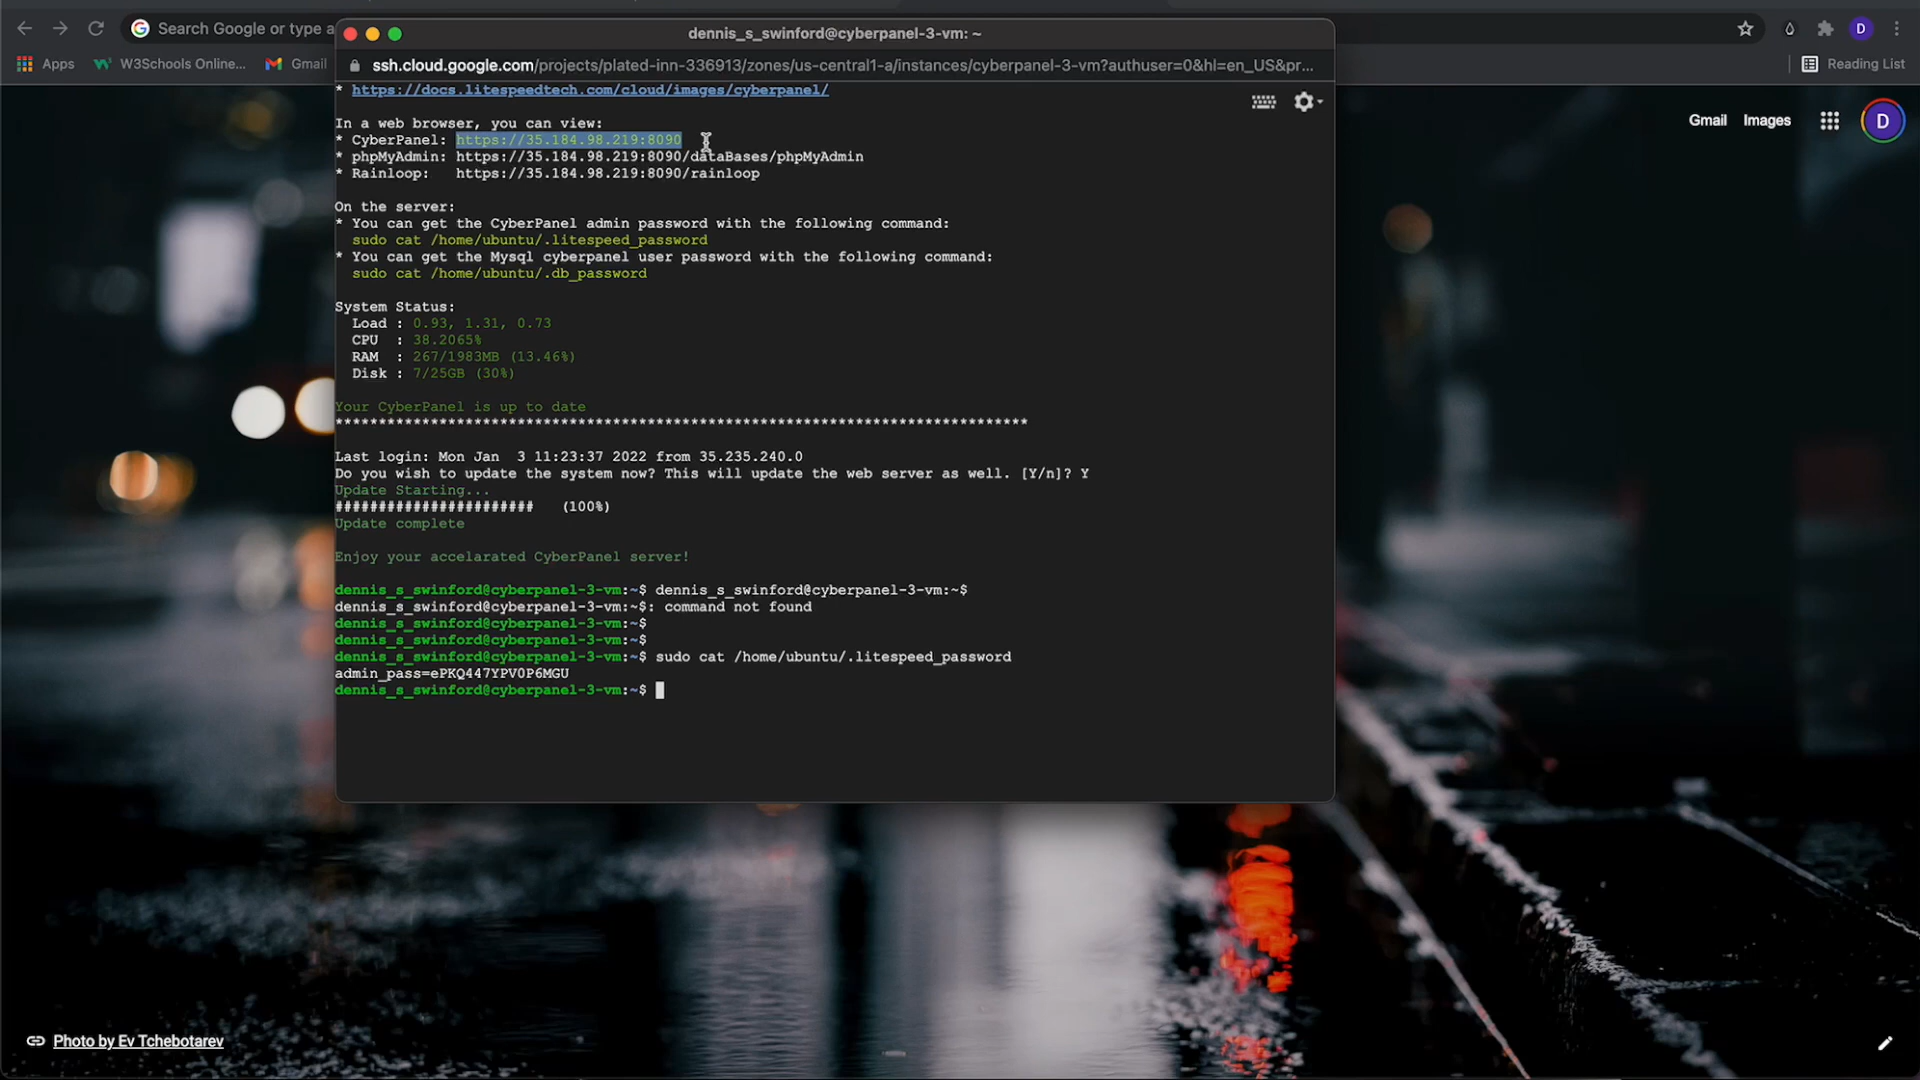 Search Google or type a
dennis_s_swinford@cyberpanel-3-vm: ~
D
Apps
W3Schools Online...
Gmail
ssh.cloud.google.com/projects/plated-inn-336913/zones/us-central1-a/instances/cyberpanel-3-vm?authuser=0&hl=en_US&pr...
Reading List
* https://docs.litespeedtech.com/cloud/images/cyberpanel/
Gmail
Images
D
In a web browser, you can view:
* CyberPanel: https://35.184.98.219:8090
* phpMyAdmin: https://35.184.98.219:8090/dataBases/phpMyAdmin
* Rainloop:   https://35.184.98.219:8090/rainloop
On the server:
* You can get the CyberPanel admin password with the following command:
sudo cat /home/ubuntu/.litespeed_password
* You can get the Mysql cyberpanel user password with the following command:
sudo cat /home/ubuntu/.db_password
System Status:
Load : 0.93, 1.31, 0.73
CPU  : 38.2065%
RAM  : 267/1983MB (13.46%)
Disk : 7/25GB (30%)
Your CyberPanel is up to date
********************************************************************************
Last login: Mon Jan  3 11:23:37 2022 from 35.235.240.0
Do you wish to update the system now? This will update the web server as well. [Y/n]? Y
Update Starting...
#######################   (100%)
Update complete
Enjoy your accelarated CyberPanel server!
dennis_s_swinford@cyberpanel-3-vm:~$ dennis_s_swinford@cyberpanel-3-vm:~$
dennis_s_swinford@cyberpanel-3-vm:~$: command not found
dennis_s_swinford@cyberpanel-3-vm:~$
dennis_s_swinford@cyberpanel-3-vm:~$
dennis_s_swinford@cyberpanel-3-vm:~$ sudo cat /home/ubuntu/.litespeed_password
admin_pass=ePKQ447YPV0P6MGU
dennis_s_swinford@cyberpanel-3-vm:~$
Photo by Ev Tchebotarev